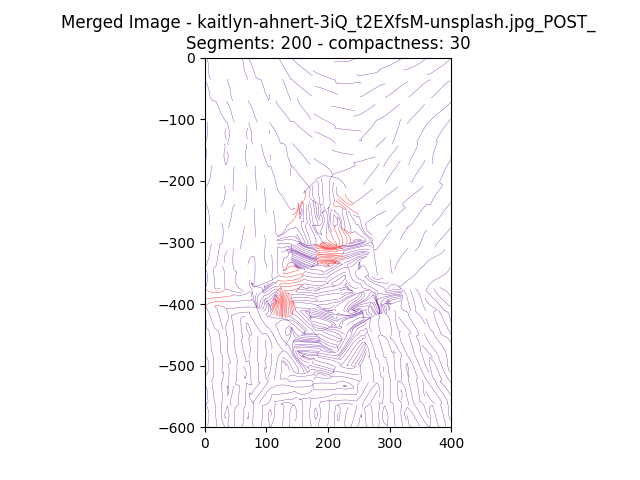 Merged Image - kaitlyn-ahnert-3iQ_t2EXfsM-unsplash.jpg_POST_
Segments: 200 - compactness: 30
0
−100
−200
−300
−400
−500
−600
0 100 200 300 400